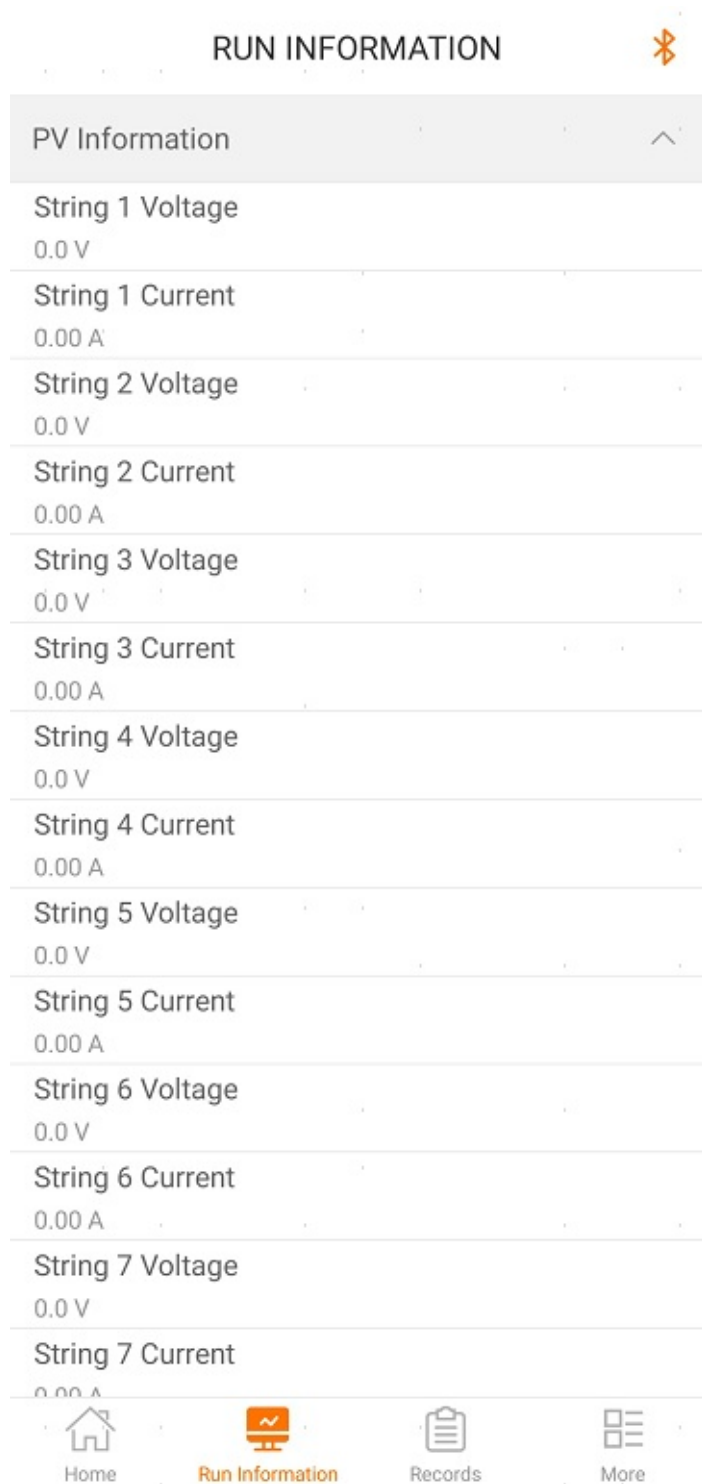 RUN INFORMATION
PV Information
String 1 Voltage
0.0 V
String 1 Current
0.00 A
String 2 Voltage
0.0 V
String 2 Current
0.00 A
String 3 Voltage
0.0 V
String 3 Current
0.00 A
String 4 Voltage
0.0 V
String 4 Current
0.00 A
String 5 Voltage
0.0 V
String 5 Current
0.00 A
String 6 Voltage
0.0 V
String 6 Current
0.00 A
String 7 Voltage
0.0 V
String 7 Current
0.00 A
Home Run Information Records More